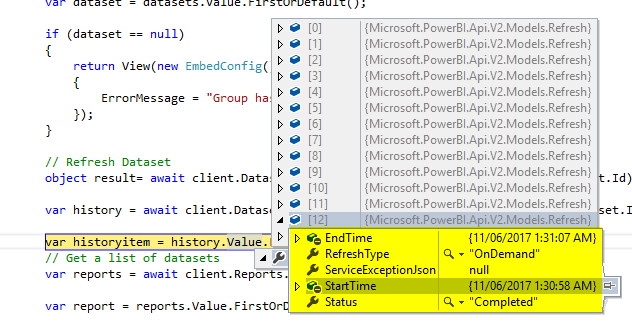 var dataset = datasets.Value.FirstOrDefault();
if (dataset == null)
{
return View(new EmbedConfig(
{
ErrorMessage = "Group has
});
}
// Refresh Dataset
object result= await client.Datas
et.Id)
var history = await client.Datase
set.I
var historyitem = history.Value.
// Get a list of datasets
var reports = await client.Reports.
var report = reports.Value.FirstOrD
[0] {Microsoft.PowerBI.Api.V2.Models.Refresh}
[1] {Microsoft.PowerBI.Api.V2.Models.Refresh}
[2] {Microsoft.PowerBI.Api.V2.Models.Refresh}
[3] {Microsoft.PowerBI.Api.V2.Models.Refresh}
[4] {Microsoft.PowerBI.Api.V2.Models.Refresh}
[5] {Microsoft.PowerBI.Api.V2.Models.Refresh}
[6] {Microsoft.PowerBI.Api.V2.Models.Refresh}
[7] {Microsoft.PowerBI.Api.V2.Models.Refresh}
[8] {Microsoft.PowerBI.Api.V2.Models.Refresh}
[9] {Microsoft.PowerBI.Api.V2.Models.Refresh}
[10] {Microsoft.PowerBI.Api.V2.Models.Refresh}
[11] {Microsoft.PowerBI.Api.V2.Models.Refresh}
[12] {Microsoft.PowerBI.Api.V2.Models.Refresh}
EndTime {11/06/2017 1:31:07 AM}
RefreshType "OnDemand"
ServiceExceptionJson null
StartTime {11/06/2017 1:30:58 AM}
Status "Completed"